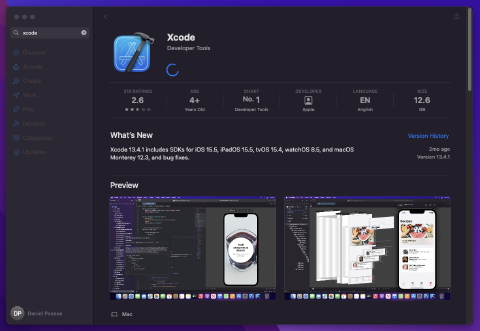 xcode
Discover
Arcade
Create
Work
Play
Develop
Categories
Updates
Xcode
Developer Tools
RATINGS
AGE
CHART
DEVELOPER
LANGUAGE
SIZE
2.6
4+
No. 1
EN
12.6
Years Old
Developer Tools
Apple
English
GB
What's New
Version History
Xcode 13.4.1 includes SDKs for iOS 15.5, iPadOS 15.5, tvOS 15.4, watchOS 8.5, and macOS
Monterey 12.3, and bug fixes.
2mo ago
Version 13.4.1
Preview
Mac
DP
Daniel